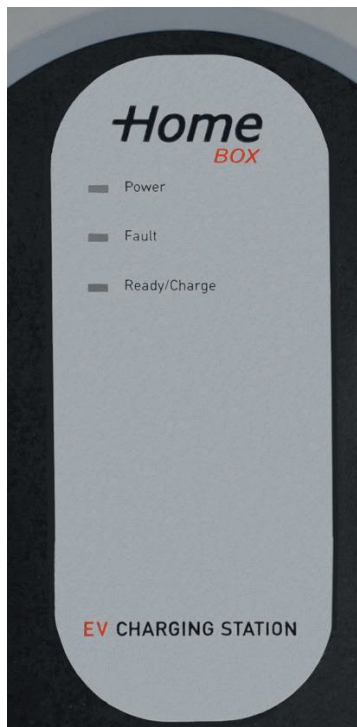 Home
BOX
Power
Fault
Ready/Charge
EV CHARGING STATION